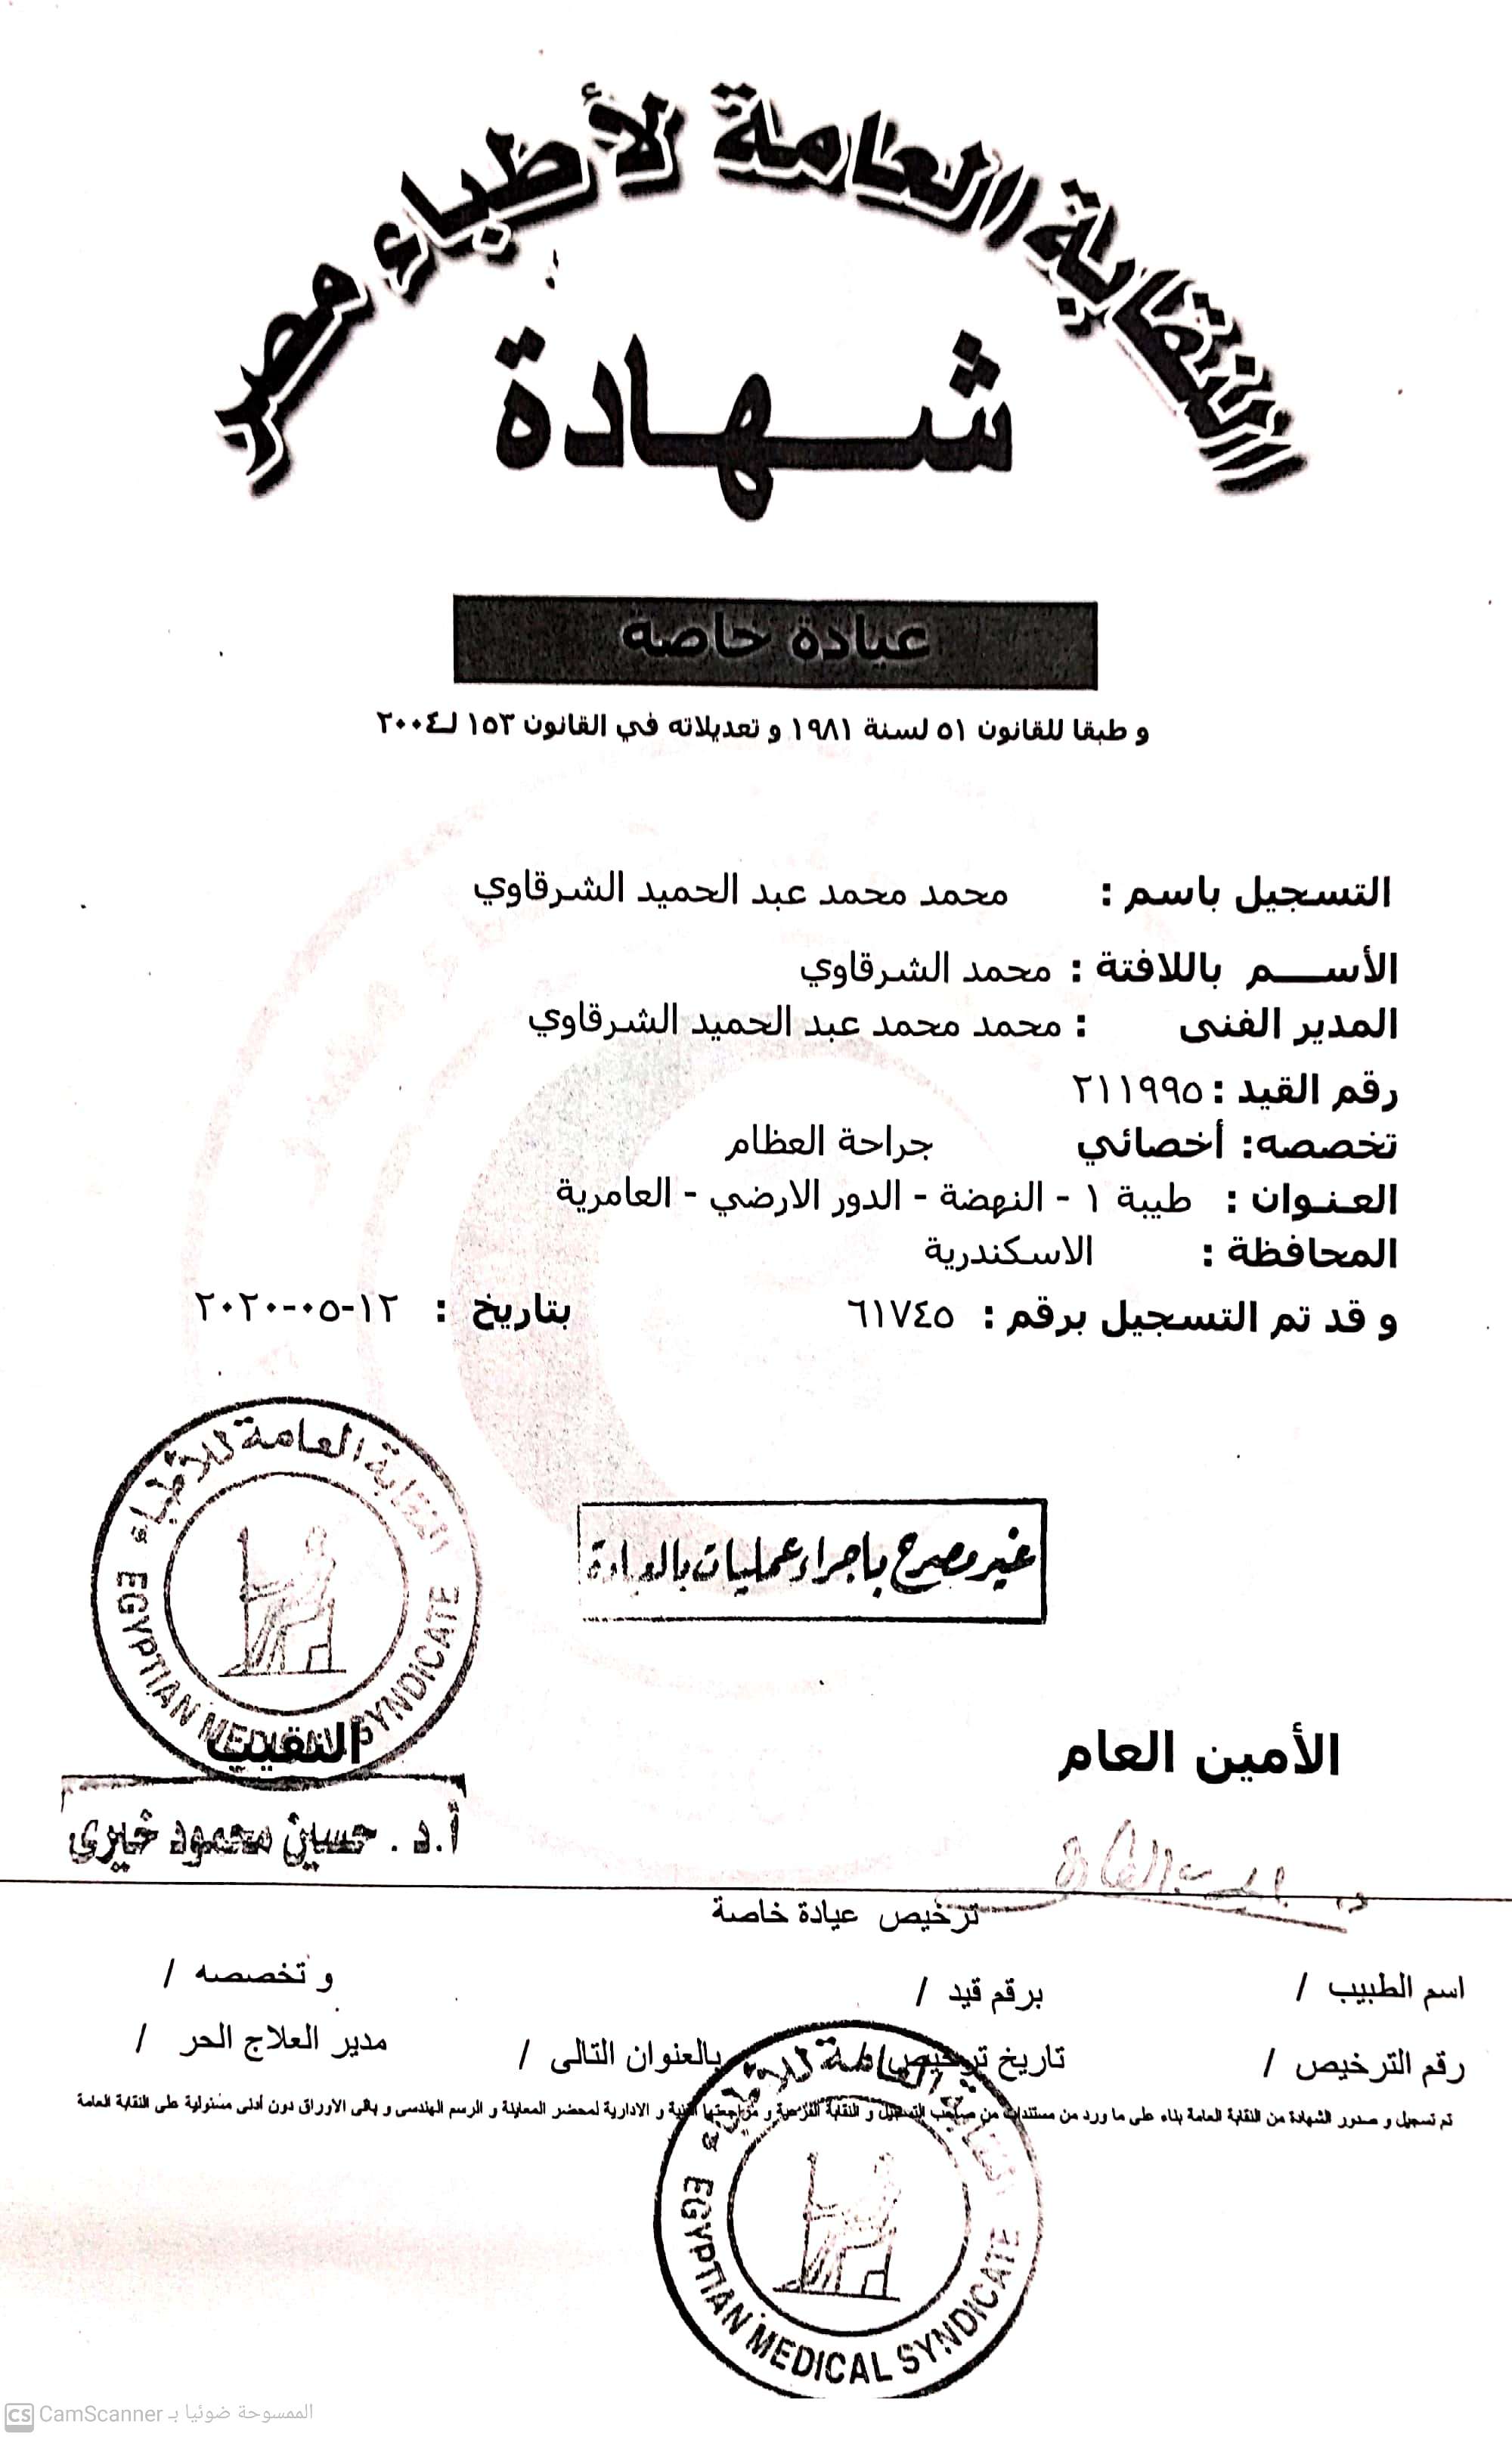 النقابة العامة لأطباء مصر
شهادة
عيادة خاصة
و طبقا للقانون ٥١ لسنة ١٩٨١ و تعديلاته في القانون ١٥٣ لـ٢٠٠٤
التسجيل باسم : محمد محمد عبد الحميد الشرقاوي
الأسم باللافتة : محمد الشرقاوي
المدير الفنى : محمد محمد عبد الحميد الشرقاوي
رقم القيد : ٢١١٩٩٥
تخصصه: أخصائي جراحة العظام
العنوان : طيبة ١ - النهضة - الدور الارضي - العامرية
المحافظة : الاسكندرية
و قد تم التسجيل برقم : ٦١٧٤٥ بتاريخ : ١٢-٠٥-٢٠٢٠
النقابة العامة للأطباء
EGYPTIAN MEDICAL SYNDICATE
غير مصرح باجراء عمليات بالعيادة
الأمين العام
النقيب
أ.د. حسين محمود خيرى
ترخيص عيادة خاصة
اسم الطبيب / برقم قيد / و تخصصه /
رقم الترخيص / تاريخ ترخيص / بالعنوان التالى / مدير العلاج الحر /
تم تسجيل و صدور الشهادة من النقابة العامة بناء على ما ورد من مستندات من صاحب التسجيل و النقابة الفرعية و مراجعتها الفنية و الادارية لمحضر المعاينة و الرسم الهندسى و باقى الاوراق دون أدنى مسئولية على النقابة العامة
النقابة العامة للأطباء
EGYPTIAN MEDICAL SYNDICATE
CS CamScanner الممسوحة ضوئيا بـ